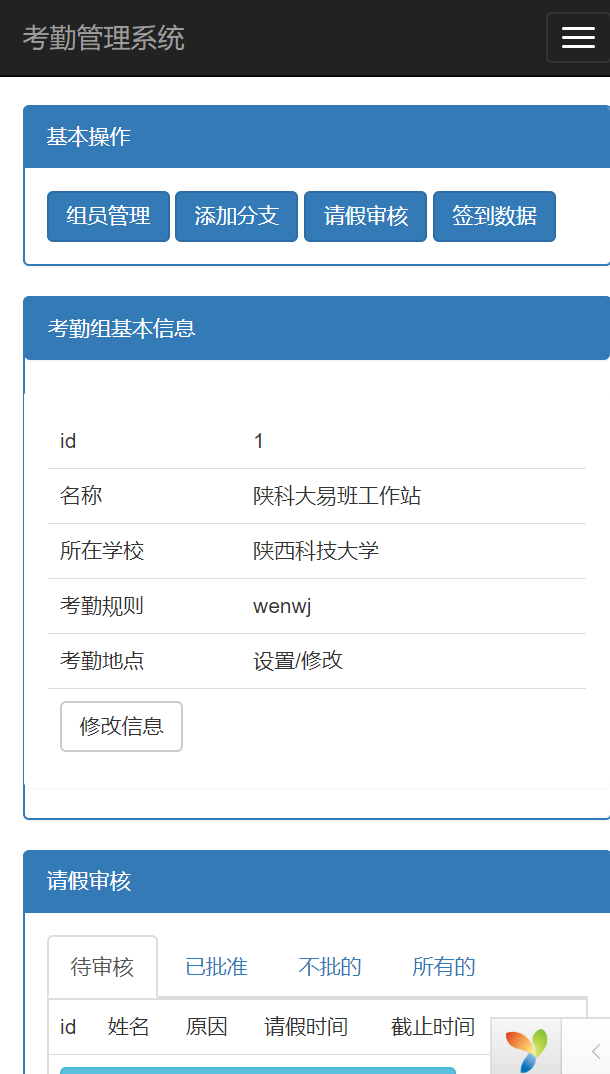 考勤管理系统
基本操作
组员管理 添加分支 请假审核 签到数据
考勤组基本信息
id 1
名称 陕科大易班工作站
所在学校 陕西科技大学
考勤规则 wenwj
考勤地点 设置/修改
修改信息
请假审核
待审核 已批准 不批的 所有的
id 姓名 原因 请假时间 截止时间